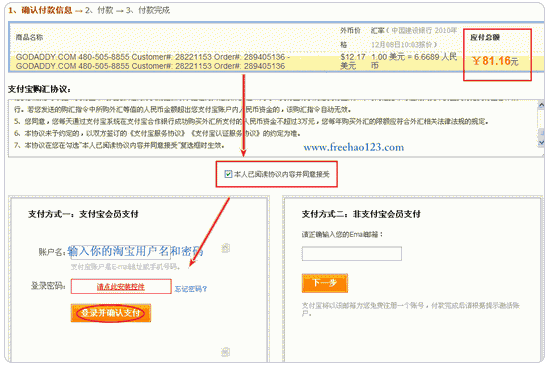 1、确认付款信息 → 2、付款 → 3、付款完成
商品名称
外币价格
汇率 ( 中国建设银行 2010年12月08日10:03报价 )
应付总额
GODADDY.COM 480-505-8855 Customer#: 28221153 Order#: 289405136 -
GODADDY.COM 480-505-8855 Customer#: 28221153 Order#: 289405136
$12.17 美元
1.00 美元 = 6.6689 人民币
¥81.16元
支付宝购汇协议:
行。若您发送的购汇指令中所购外汇等值的人民币金额超出您支付宝账户内人民币资金的，该购汇指令自动无效。
5、您同意，您每天通过支付宝系统在支付宝合作银行成功购买外汇所支付的人民币资金不超过3万元，您每年购买外汇的限额应符合外汇相关法律法规的规定。
6、本协议未予约定的，以双方签订的《支付宝服务协议》《支付宝认证服务协议》的约定为准。
7、本协议在您在勾选"本人已阅读协议内容并同意接受"复选框时生效。
www.freehao123.com
本人已阅读协议内容并同意接受
支付方式一：支付宝会员支付
账户名:
输入你的淘宝用户名和密码
支付宝账户是E-mail地址或手机号码。
登录密码:
请点此安装控件
忘记密码?
登录并确认支付
支付方式二：非支付宝会员支付
请正确输入您的Email邮箱：
下一步
支付宝将以该邮箱为您免费注册一个账号，付款完成后请根据提示激活账户。